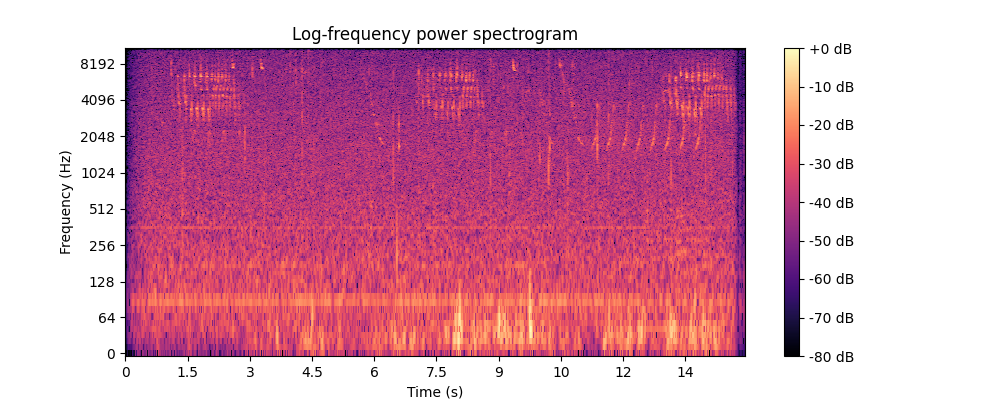 Log-frequency power spectrogram
Frequency (Hz)
8192
4096
2048
1024
512
256
128
64
0
0 1.5 3 4.5 6 7.5 9 10 12 14
Time (s)
+0 dB
-10 dB
-20 dB
-30 dB
-40 dB
-50 dB
-60 dB
-70 dB
-80 dB